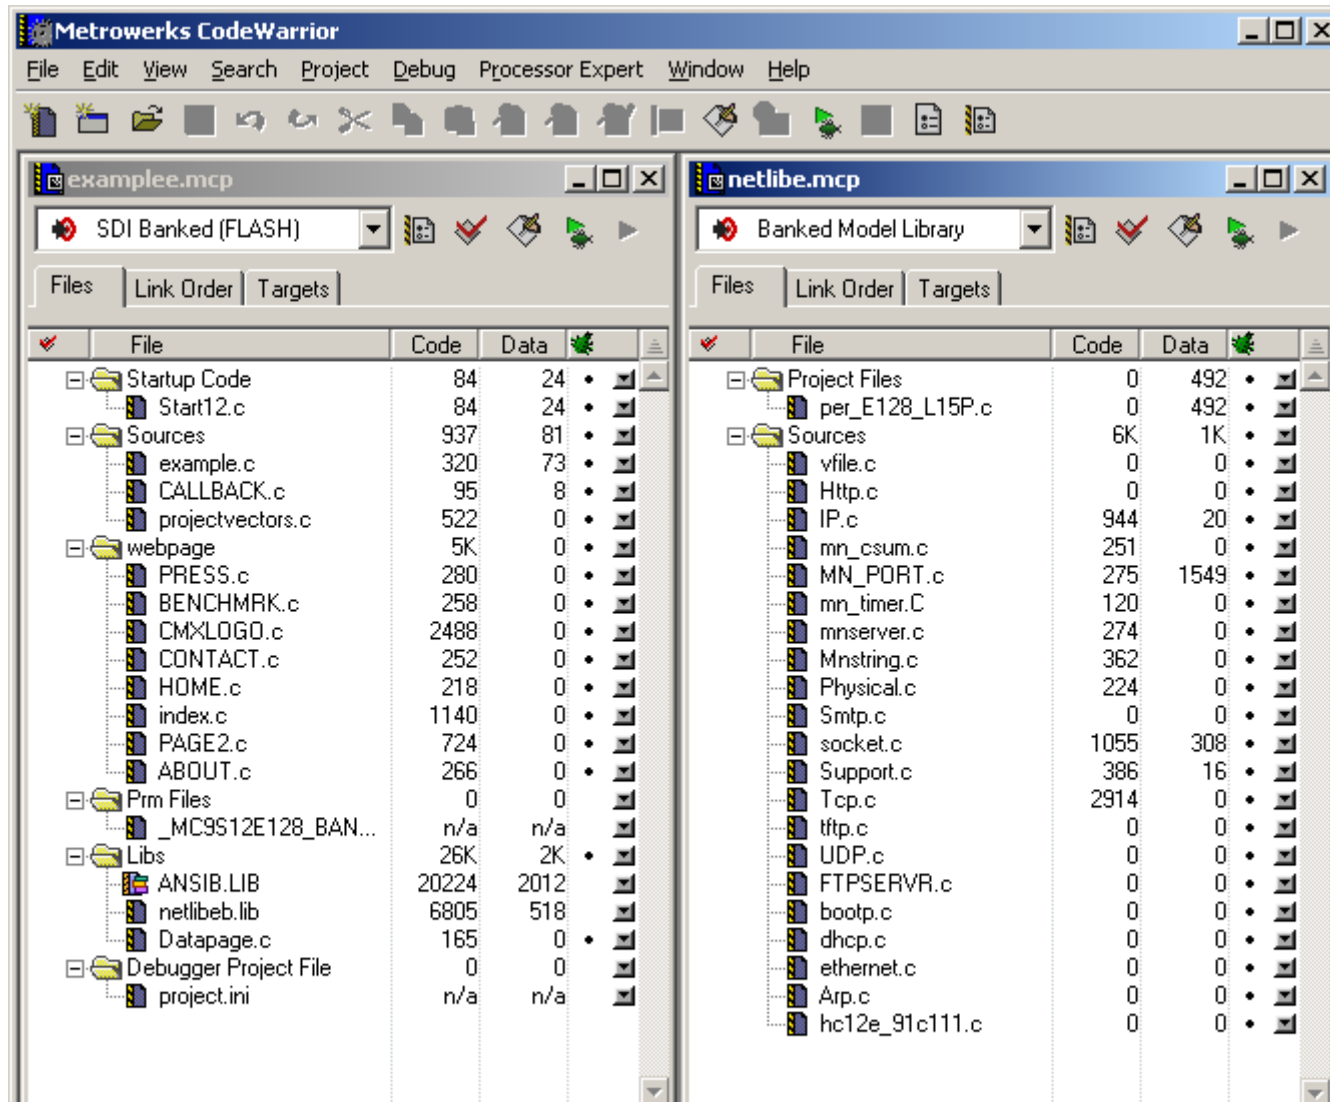 Metrowerks CodeWarrior
File Edit View Search Project Debug Processor Expert Window Help
examplee.mcp
SDI Banked (FLASH)
Files Link Order Targets
File Code Data
Startup Code 84 24
Start12.c 84 24
Sources 937 81
example.c 320 73
CALLBACK.c 95 8
projectvectors.c 522 0
webpage 5K 0
PRESS.c 280 0
BENCHMRK.c 258 0
CMXLOGO.c 2488 0
CONTACT.c 252 0
HOME.c 218 0
index.c 1140 0
PAGE2.c 724 0
ABOUT.c 266 0
Prm Files 0 0
_MC9S12E128_BAN... n/a n/a
Libs 26K 2K
ANSIB.LIB 20224 2012
netlibeb.lib 6805 518
Datapage.c 165 0
Debugger Project File 0 0
project.ini n/a n/a
netlibe.mcp
Banked Model Library
Files Link Order Targets
File Code Data
Project Files 0 492
per_E128_L15P.c 0 492
Sources 6K 1K
vfile.c 0 0
Http.c 0 0
IP.c 944 20
mn_csum.c 251 0
MN_PORT.c 275 1549
mn_timer.C 120 0
mnserver.c 274 0
Mnstring.c 362 0
Physical.c 224 0
Smtp.c 0 0
socket.c 1055 308
Support.c 386 16
Tcp.c 2914 0
tftp.c 0 0
UDP.c 0 0
FTPSERVR.c 0 0
bootp.c 0 0
dhcp.c 0 0
ethernet.c 0 0
Arp.c 0 0
hc12e_91c111.c 0 0